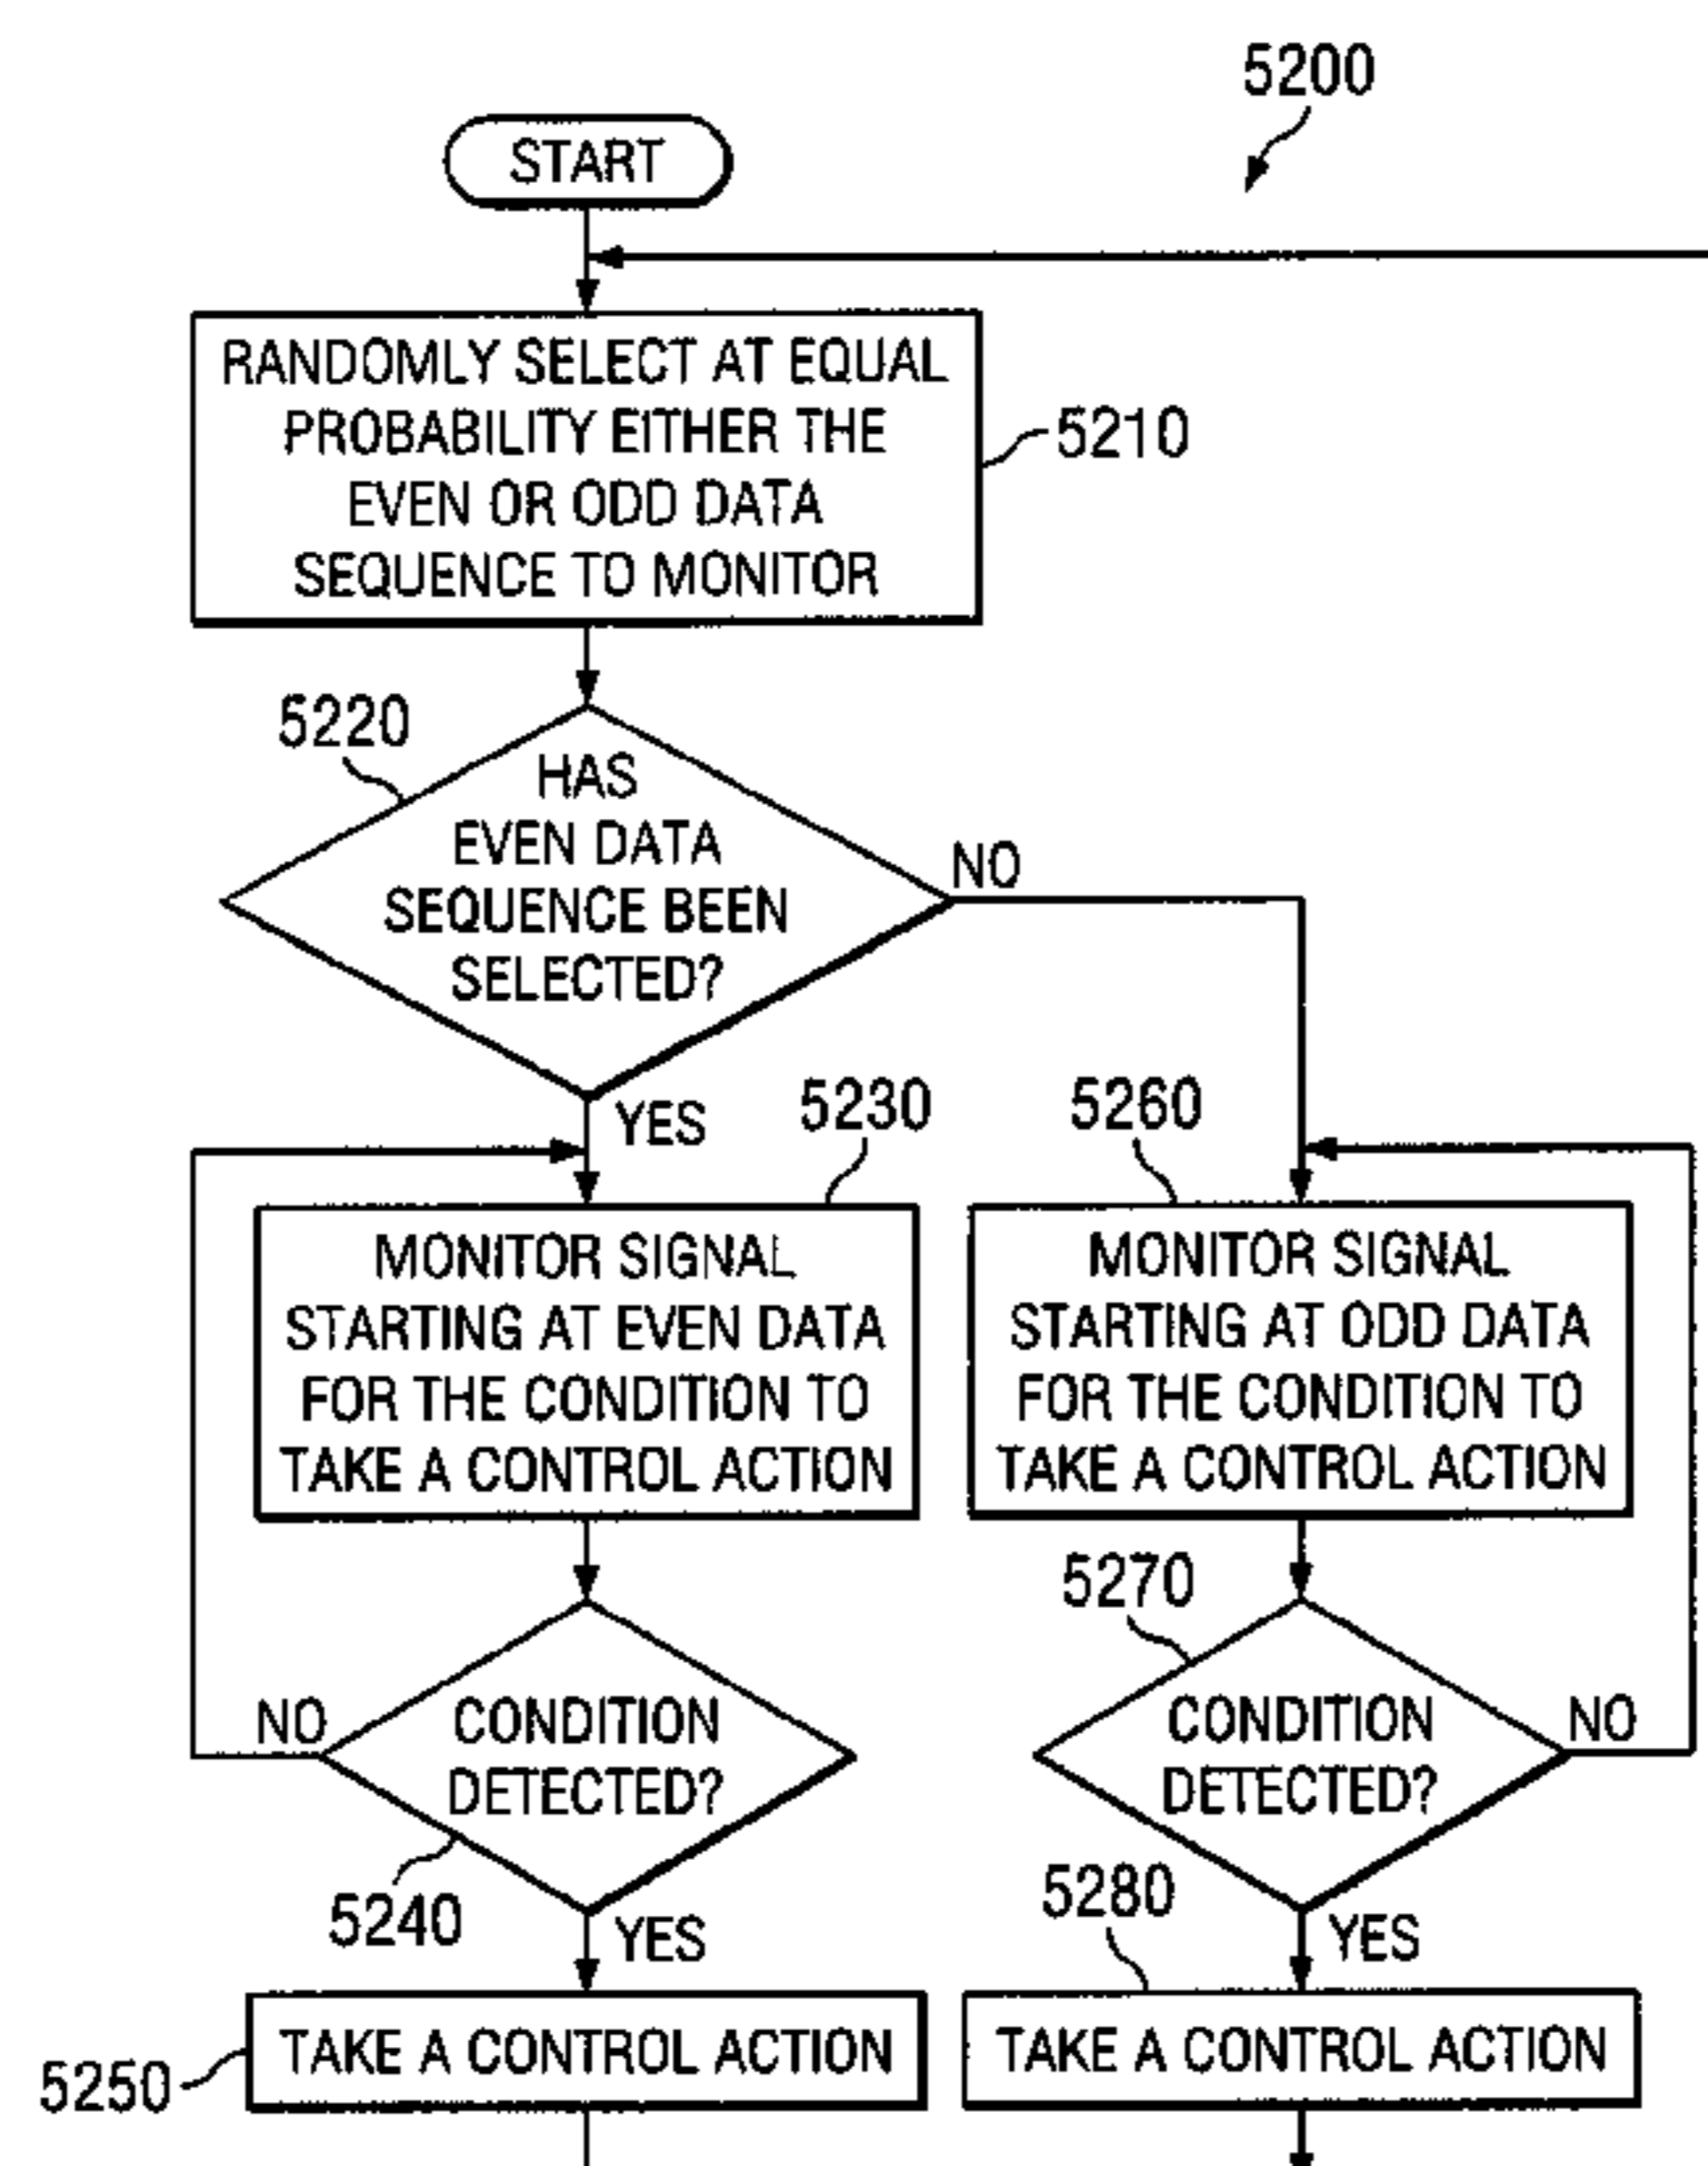 5200
START
RANDOMLY SELECT AT EQUAL
PROBABILITY EITHER THE
EVEN OR ODD DATA
SEQUENCE TO MONITOR
5210
5220
HAS
EVEN DATA
SEQUENCE BEEN
SELECTED?
NO
YES
5230
MONITOR SIGNAL
STARTING AT EVEN DATA
FOR THE CONDITION TO
TAKE A CONTROL ACTION
5260
MONITOR SIGNAL
STARTING AT ODD DATA
FOR THE CONDITION TO
TAKE A CONTROL ACTION
NO
CONDITION
DETECTED?
5240
YES
5270
CONDITION
DETECTED?
NO
YES
5250
TAKE A CONTROL ACTION
5280
TAKE A CONTROL ACTION